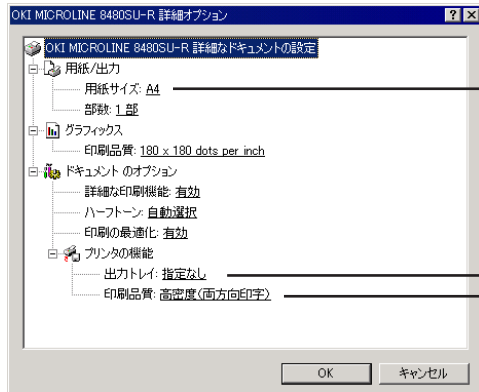 OKI MICROLINE 8480SU-R 詳細オプション
OKI MICROLINE 8480SU-R 詳細なドキュメントの設定
用紙/出力
用紙サイズ: A4
部数: 1 部
グラフィックス
印刷品質: 180 x 180 dots per inch
ドキュメント のオプション
詳細な印刷機能: 有効
ハーフトーン: 自動選択
印刷の最適化: 有効
プリンタの機能
出力トレイ: 指定なし
印刷品質: 高密度(両方向印字)
OK
キャンセル